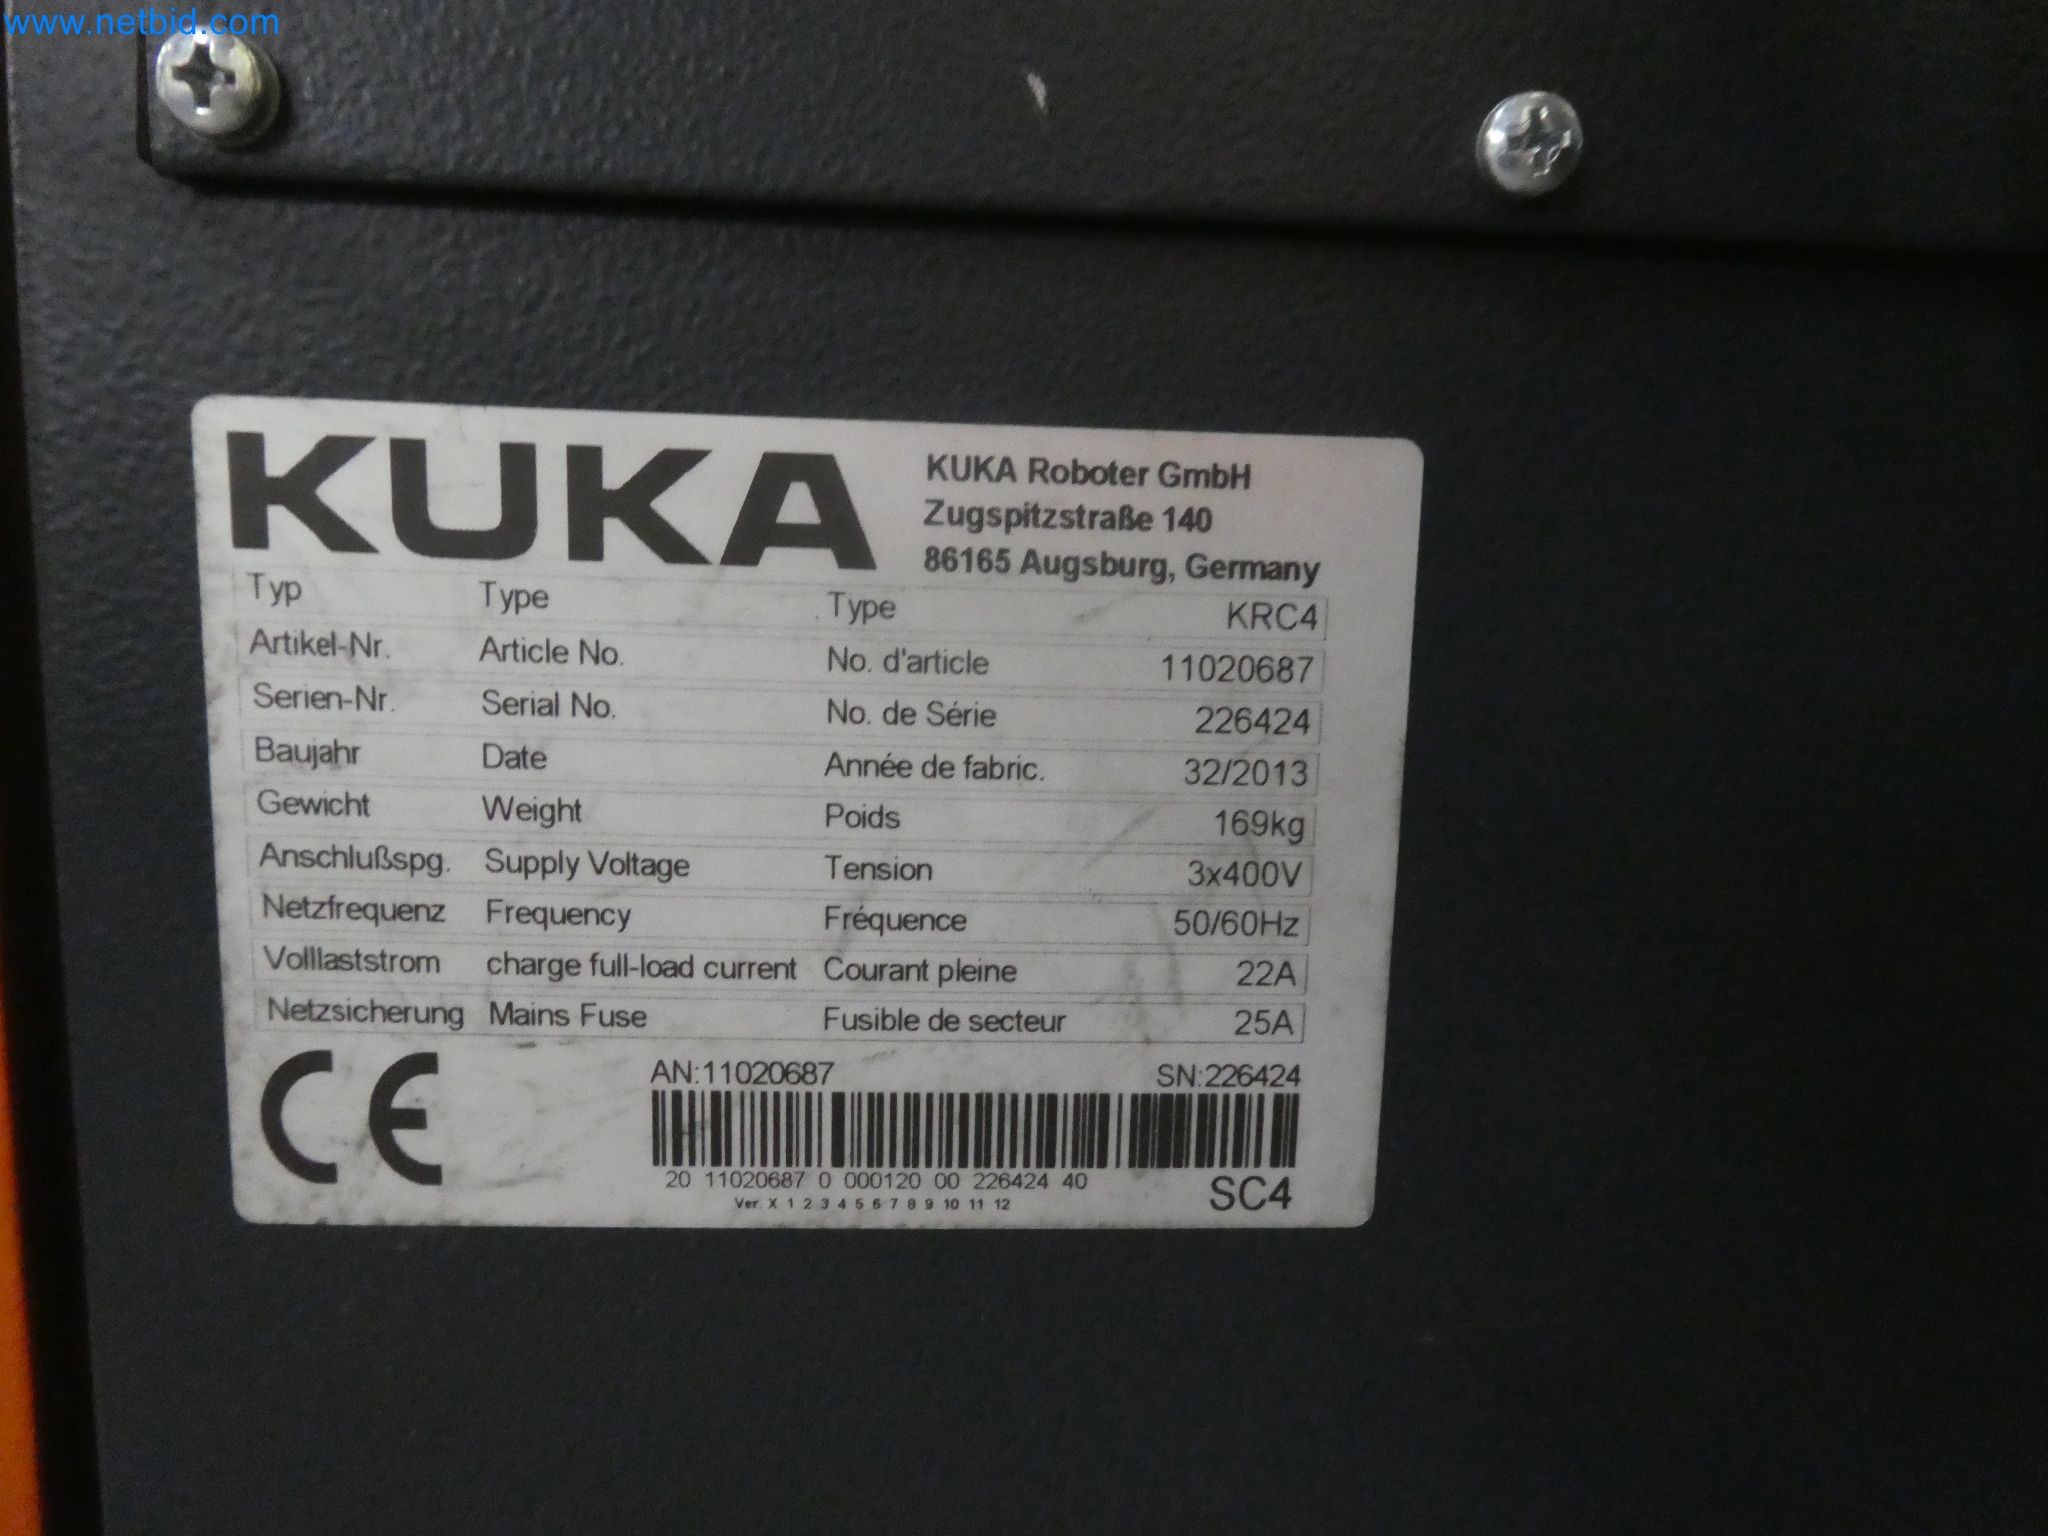 www.netbid.com
KUKA
KUKA Roboter GmbH
Zugspitzstraße 140
86165 Augsburg, Germany
Typ Type Type KRC4
Artikel-Nr. Article No. No. d'article 11020687
Serien-Nr. Serial No. No. de Série 226424
Baujahr Date Année de fabric. 32/2013
Gewicht Weight Poids 169kg
Anschlußspg. Supply Voltage Tension 3x400V
Netzfrequenz Frequency Fréquence 50/60Hz
Volllaststrom charge full-load current Courant pleine 22A
Netzsicherung Mains Fuse Fusible de secteur 25A
CE
AN:11020687 SN:226424
20 11020687 0 000120 00 226424 40
Ver. X 1 2 3 4 5 6 7 8 9 10 11 12
SC4